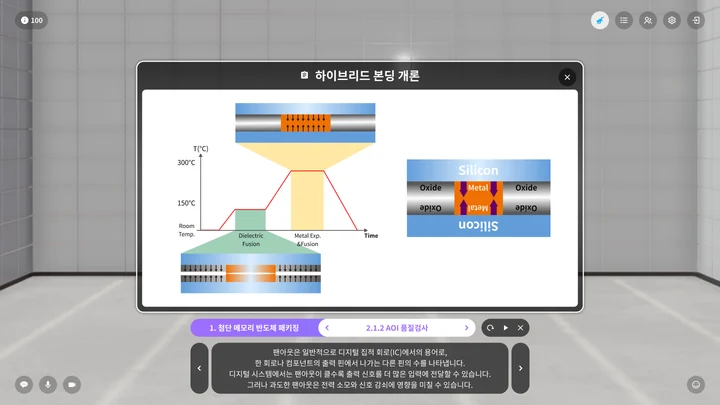 100
하이브리드 본딩 개론
T(℃)
300℃
150℃
Room
Temp.
Dielectric
Fusion
Metal Exp.
&Fusion
Time
Silicon
Oxide
Metal
Oxide
Oxide
Metal
Oxide
Silicon
1. 첨단 메모리 반도체 패키징
2.1.2 AOI 품질검사
팬아웃은 일반적으로 디지털 집적 회로(IC)에서의 용어로,
한 회로나 컴포넌트의 출력 핀에서 나가는 다른 핀의 수를 나타냅니다.
디지털 시스템에서는 팬아웃이 클수록 출력 신호를 더 많은 입력에 전달할 수 있습니다.
그러나 과도한 팬아웃은 전력 소모와 신호 감쇠에 영향을 미칠 수 있습니다.